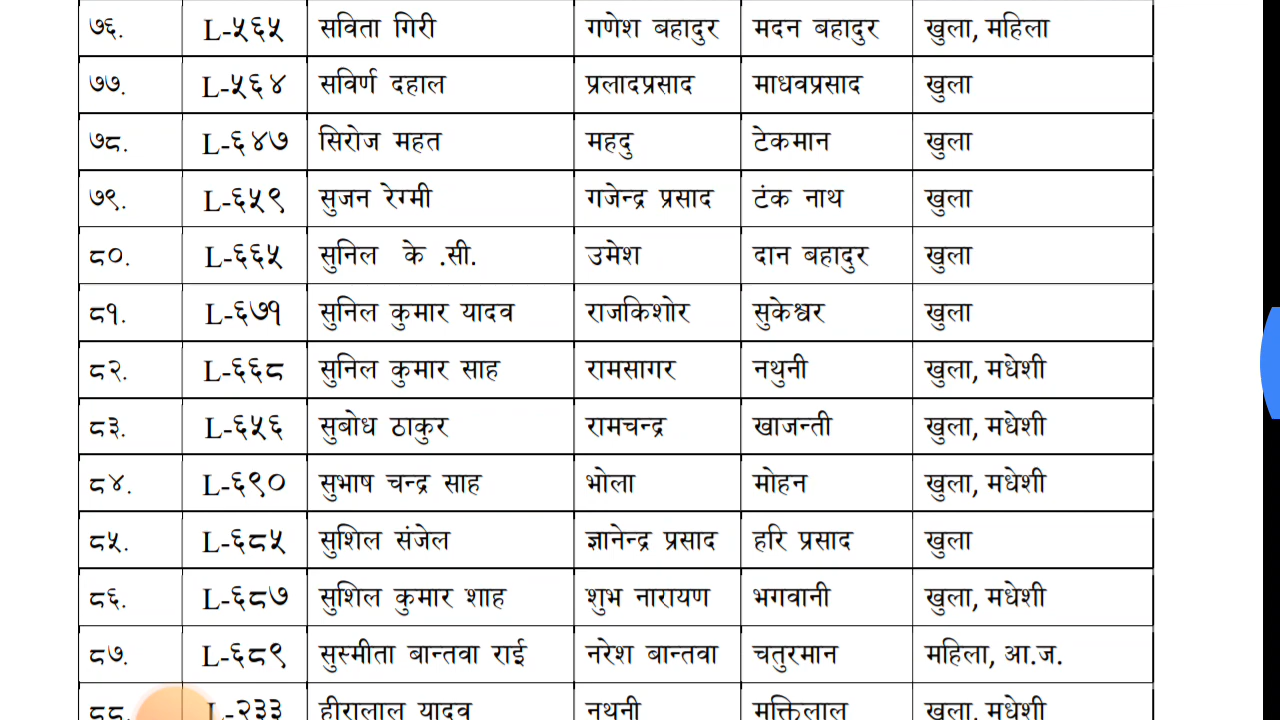 ७६. L-५६५ सविता गिरी गणेश बहादुर मदन बहादुर खुला, महिला
७७. L-५६४ सविर्ण दहाल प्रलादप्रसाद माधवप्रसाद खुला
७८. L-६४७ सिरोज महत महदु टेकमान खुला
७९. L-६५९ सुजन रेग्मी गजेन्द्र प्रसाद टंक नाथ खुला
८०. L-६६५ सुनिल के .सी. उमेश दान बहादुर खुला
८१. L-६७१ सुनिल कुमार यादव राजकिशोर सुकेश्वर खुला
८२. L-६६८ सुनिल कुमार साह रामसागर नथुनी खुला, मधेशी
८३. L-६५६ सुबोध ठाकुर रामचन्द्र खाजन्ती खुला, मधेशी
८४. L-६९० सुभाष चन्द्र साह भोला मोहन खुला, मधेशी
८५. L-६८५ सुशिल संजेल ज्ञानेन्द्र प्रसाद हरि प्रसाद खुला
८६. L-६८७ सुशिल कुमार शाह शुभ नारायण भगवानी खुला, मधेशी
८७. L-६८९ सुस्मीता बान्तवा राई नरेश बान्तवा चतुरमान महिला, आ.ज.
८८. L-२३३ हीरालाल यादव नथनी मुक्तिलाल खुला, मधेशी